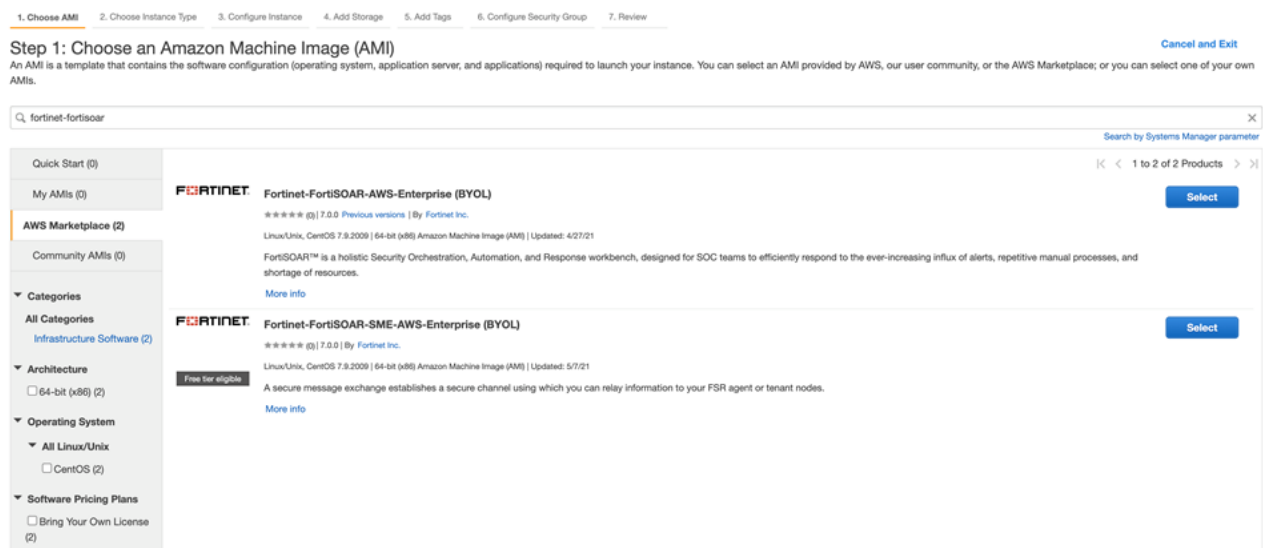 1. Choose AMI 2. Choose Instance Type 3. Configure Instance 4. Add Storage 5. Add Tags 6. Configure Security Group 7. Review
Step 1: Choose an Amazon Machine Image (AMI)
Cancel and Exit
An AMI is a template that contains the software configuration (operating system, application server, and applications) required to launch your instance. You can select an AMI provided by AWS, our user community, or the AWS Marketplace; or you can select one of your own
AMIs.
fortinet-fortisoar
Search by Systems Manager parameter
Quick Start (0)
My AMIs (0)
AWS Marketplace (2)
Community AMIs (0)
Categories
All Categories
Infrastructure Software (2)
Architecture
64-bit (x86) (2)
Operating System
All Linux/Unix
CentOS (2)
Software Pricing Plans
Bring Your Own License
(2)
1 to 2 of 2 Products
FORTINET
Fortinet-FortiSOAR-AWS-Enterprise (BYOL)
Select
(0) | 7.0.0 Previous versions | By Fortinet Inc.
Linux/Unix, CentOS 7.9.2009 | 64-bit (x86) Amazon Machine Image (AMI) | Updated: 4/27/21
FortiSOAR™ is a holistic Security Orchestration, Automation, and Response workbench, designed for SOC teams to efficiently respond to the ever-increasing influx of alerts, repetitive manual processes, and
shortage of resources.
More info
FORTINET
Fortinet-FortiSOAR-SME-AWS-Enterprise (BYOL)
Select
(0) | 7.0.0 | By Fortinet Inc.
Linux/Unix, CentOS 7.9.2009 | 64-bit (x86) Amazon Machine Image (AMI) | Updated: 5/7/21
Free tier eligible
A secure message exchange establishes a secure channel using which you can relay information to your FSR agent or tenant nodes.
More info